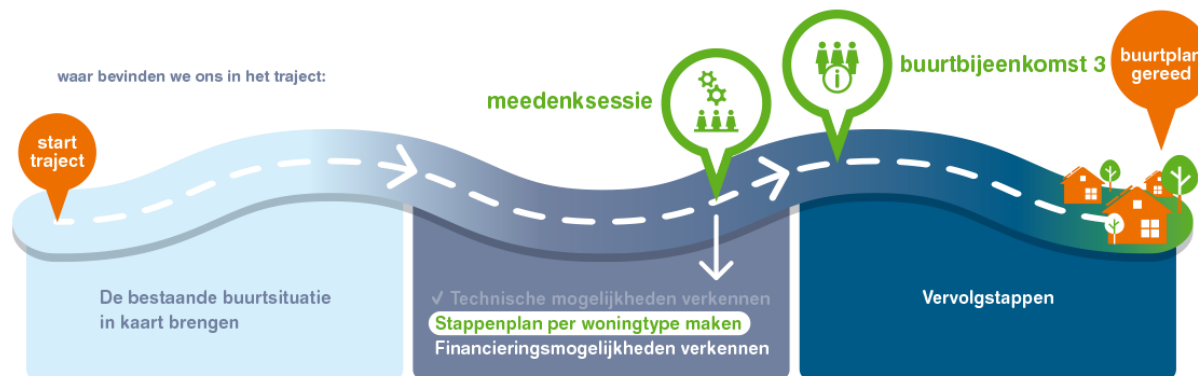 waar bevinden we ons in het traject:
start
traject
meedenksessie
buurtbijeenkomst 3
buurtplan
gereed
De bestaande buurtsituatie
in kaart brengen
✓ Technische mogelijkheden verkennen
Stappenplan per woningtype maken
Financieringsmogelijkheden verkennen
Vervolgstappen